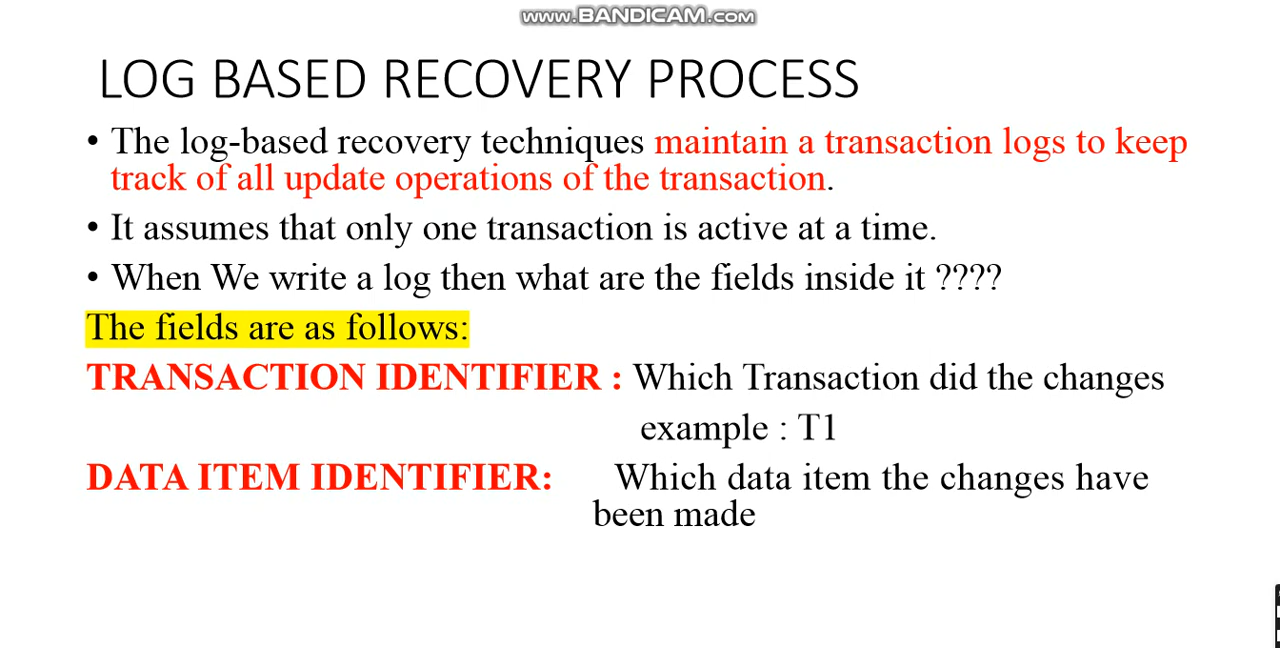 www.BANDICAM.com
LOG BASED RECOVERY PROCESS
• The log-based recovery techniques maintain a transaction logs to keep
track of all update operations of the transaction.
• It assumes that only one transaction is active at a time.
• When We write a log then what are the fields inside it ????
The fields are as follows:
TRANSACTION IDENTIFIER : Which Transaction did the changes
example : T1
DATA ITEM IDENTIFIER: Which data item the changes have
been made